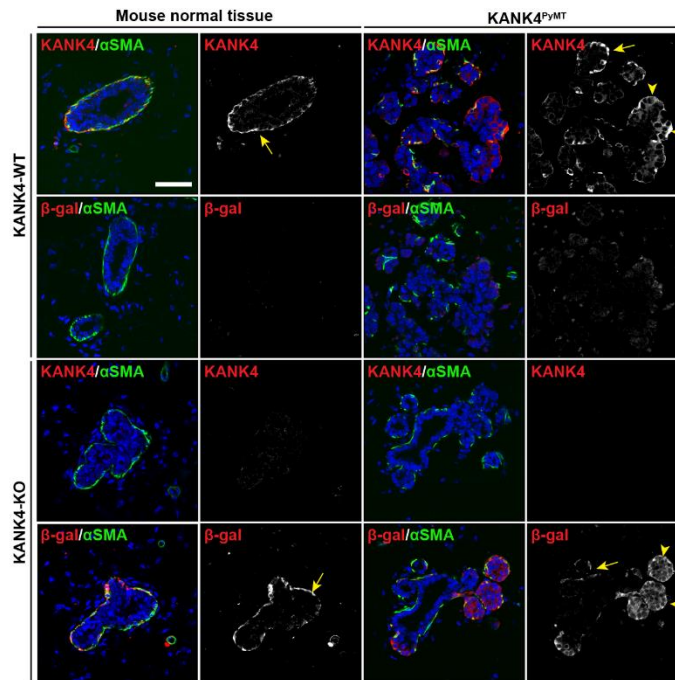 Mouse normal tissue
KANK4ᴾʸᴹᵀ
KANK4-WT
KANK4/αSMA
KANK4
KANK4/αSMA
KANK4
β-gal/αSMA
β-gal
β-gal/αSMA
β-gal
KANK4-KO
KANK4/αSMA
KANK4
KANK4/αSMA
KANK4
β-gal/αSMA
β-gal
β-gal/αSMA
β-gal